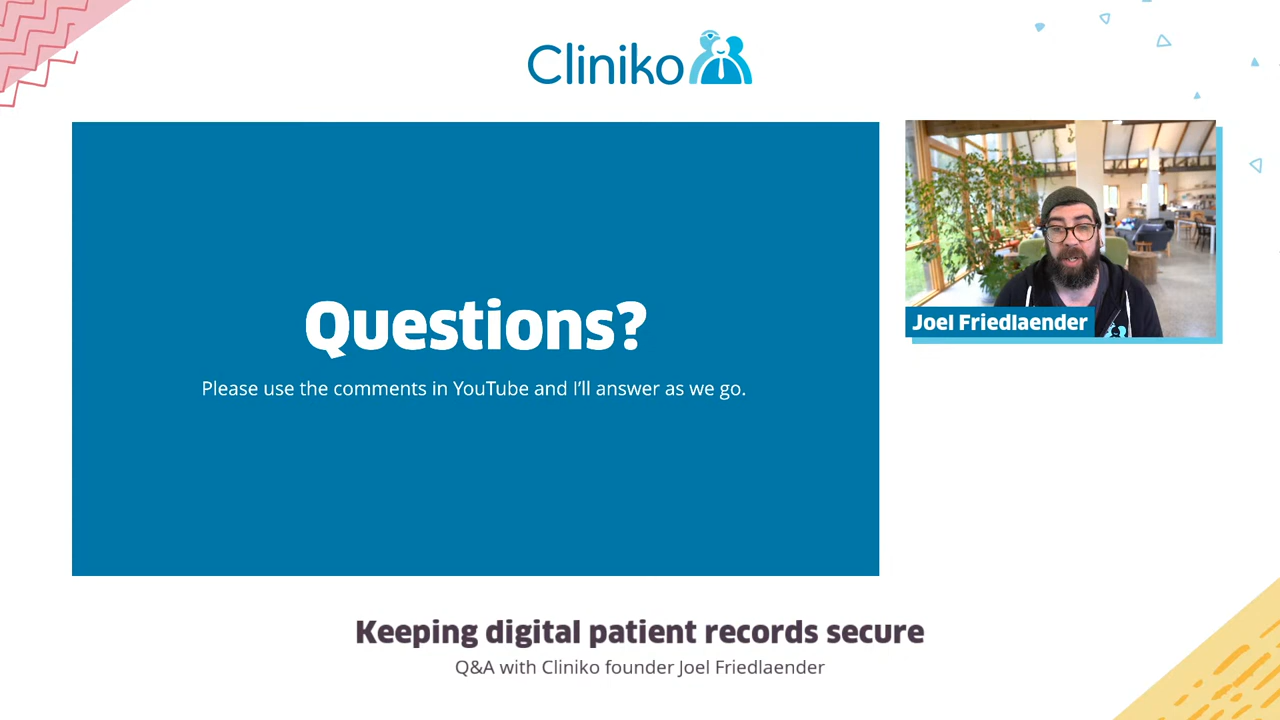 Cliniko
Questions?
Please use the comments in YouTube and I'll answer as we go.
Joel Friedlaender
Keeping digital patient records secure
Q&A with Cliniko founder Joel Friedlaender